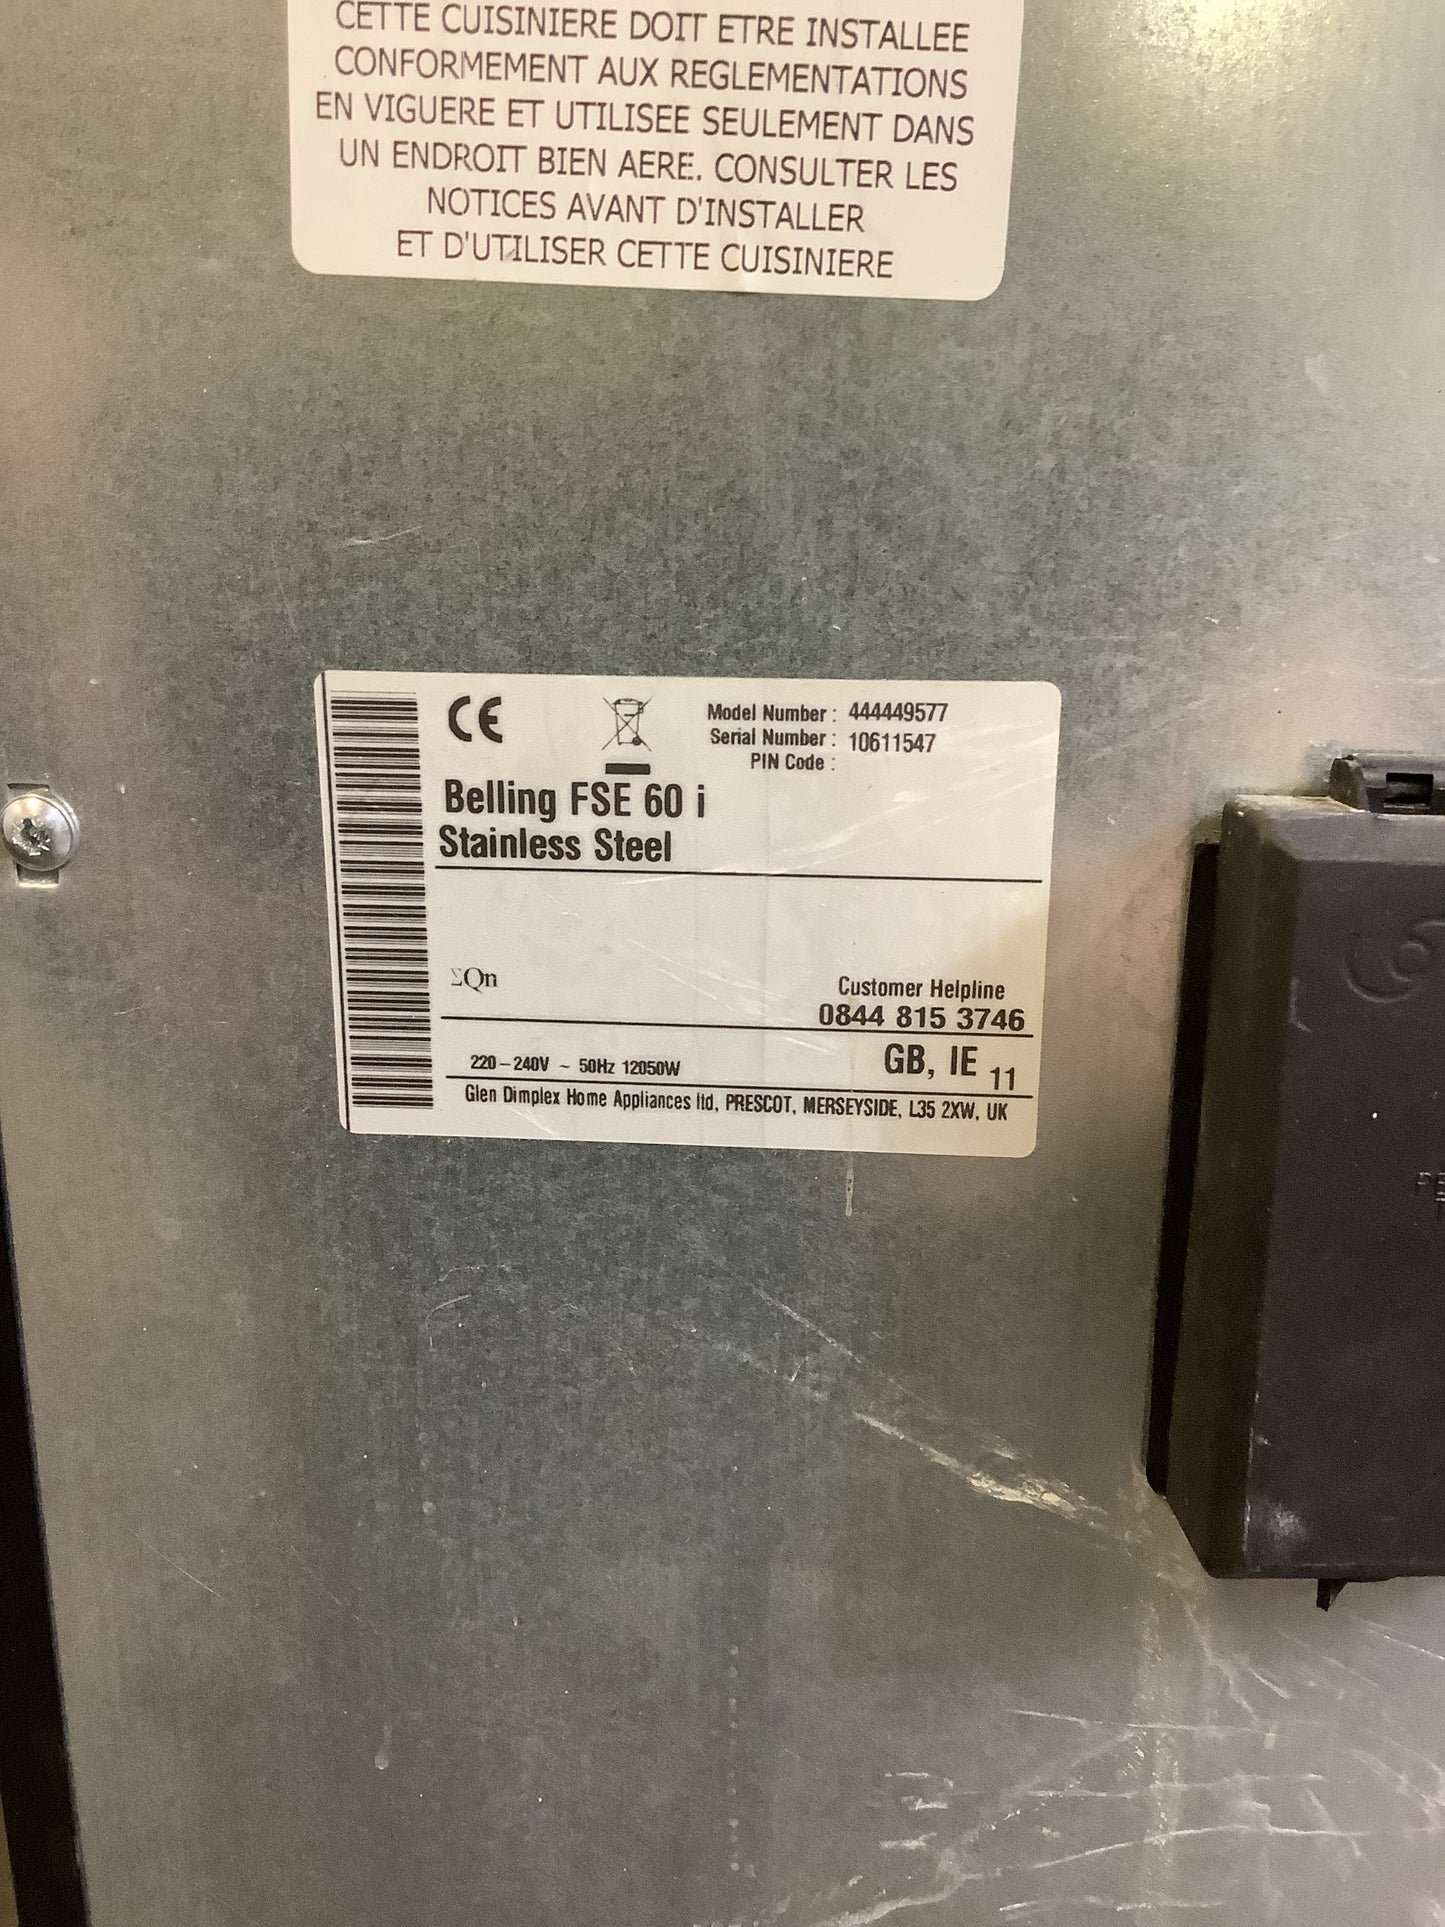 CETTE CUISINIERE DOIT ETRE INSTALLEE
CONFORMEMENT AUX REGLEMENTATIONS
EN VIGUERE ET UTILISEE SEULEMENT DANS
UN ENDROIT BIEN AERE. CONSULTER LES
NOTICES AVANT D'INSTALLER
ET D'UTILISER CETTE CUISINIERE
CE
Model Number : 444449577
Serial Number : 10611547
PIN Code :
Belling FSE 60 i
Stainless Steel
ΣQn
Customer Helpline
0844 815 3746
220-240V ~ 50Hz 12050W
GB, IE 11
Glen Dimplex Home Appliances ltd, PRESCOT, MERSEYSIDE, L35 2XW, UK